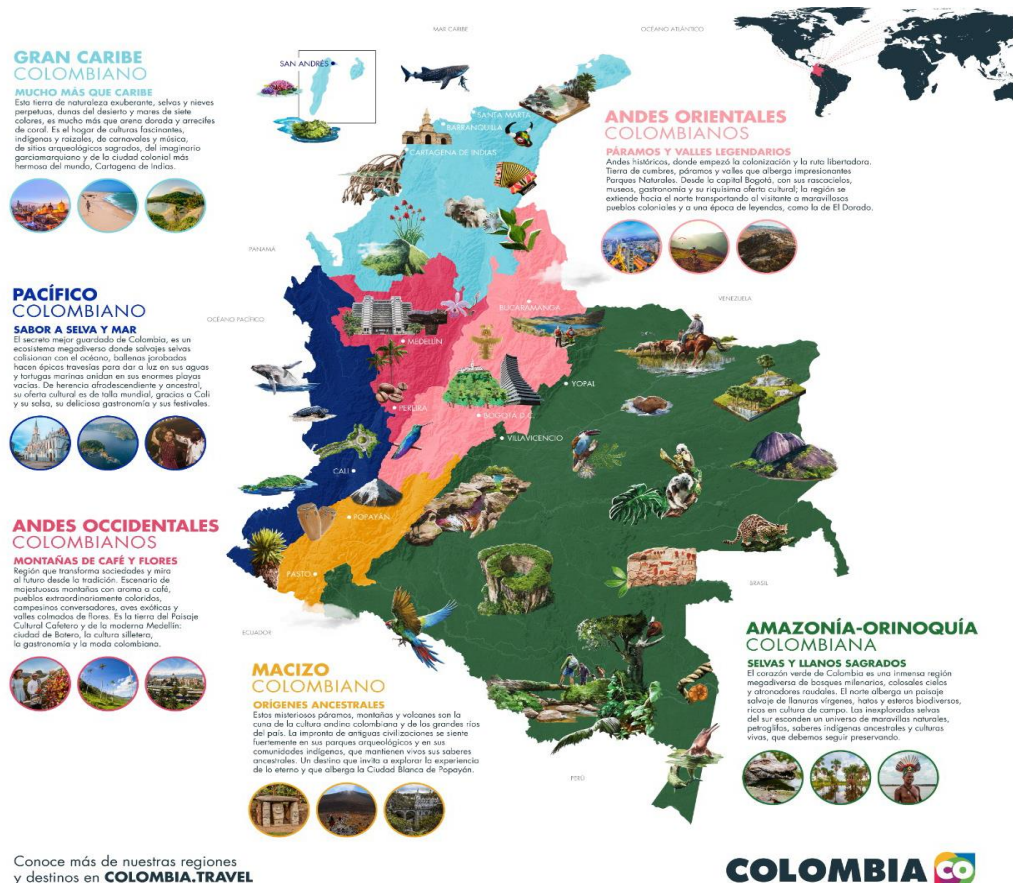 MAR CARIBE
OCÉANO ATLÁNTICO
GRAN CARIBE
COLOMBIANO
MUCHO MÁS QUE CARIBE
Esta tierra de naturaleza exuberante, selvas y nieves
perpetuas, dunas del desierto y mares de siete
colores, es mucho más que arena dorada y arrecifes
de coral. Es el hogar de culturas fascinantes,
indígenas y raizales, de carnavales y música,
de sitios arqueológicos sagrados, del imaginario
garciamarquiano y de la ciudad colonial más
hermosa del mundo, Cartagena de Indias.
SAN ANDRÉS
SANTA MARTA
BARRANQUILLA
CARTAGENA DE INDIAS
ANDES ORIENTALES
COLOMBIANOS
PÁRAMOS Y VALLES LEGENDARIOS
Andes históricos, donde empezó la colonización y la ruta libertadora.
Tierra de cumbres, páramos y valles que alberga impresionantes
Parques Naturales. Desde la capital Bogotá, con sus rascacielos,
museos, gastronomía y su riquísima oferta cultural; la región se
extiende hacia el norte transportando al visitante a maravillosos
pueblos coloniales y a una época de leyendas, como la de El Dorado.
PANAMÁ
OCÉANO PACÍFICO
VENEZUELA
PACÍFICO
COLOMBIANO
SABOR A SELVA Y MAR
El secreto mejor guardado de Colombia, es un
ecosistema megadiverso donde salvajes selvas
colisionan con el océano, ballenas jorobadas
hacen épicas travesías para dar a luz en sus aguas
y tortugas marinas anidan en sus enormes playas
vacías. De herencia afrodescendiente y ancestral,
su oferta cultural es de talla mundial, gracias a Cali
y su salsa, su deliciosa gastronomía y sus festivales.
BUCARAMANGA
MEDELLÍN
YOPAL
PEREIRA
BOGOTÁ D.C.
VILLAVICENCIO
CALI
POPAYÁN
PASTO
ANDES OCCIDENTALES
COLOMBIANOS
MONTAÑAS DE CAFÉ Y FLORES
Región que transforma sociedades y mira
al futuro desde la tradición. Escenario de
majestuosas montañas con aroma a café,
pueblos extraordinariamente coloridos,
campesinos conversadores, aves exóticas y
valles colmados de flores. Es la tierra del Paisaje
Cultural Cafetero y de la moderna Medellín:
ciudad de Botero, la cultura silletera,
la gastronomía y la moda colombiana.
BRASIL
ECUADOR
PERÚ
MACIZO
COLOMBIANO
ORÍGENES ANCESTRALES
Estos misteriosos páramos, montañas y volcanes son la
cuna de la cultura andino colombiana y de los grandes ríos
del país. La impronta de antiguas civilizaciones se siente
fuertemente en sus parques arqueológicos y en sus
comunidades indígenas, que mantienen vivos sus saberes
ancestrales. Un destino que invita a explorar la experiencia
de lo eterno y que alberga la Ciudad Blanca de Popayán.
AMAZONÍA-ORINOQUÍA
COLOMBIANA
SELVAS Y LLANOS SAGRADOS
El corazón verde de Colombia es una inmensa región
megadiversa de bosques milenarios, colosales cielos
y atronadores raudales. El norte alberga un paisaje
salvaje de llanuras vírgenes, hatos y esteros biodiversos,
ricos en cultura de campo. Las inexploradas selvas
del sur esconden un universo de maravillas naturales,
petroglifos, saberes indígenas ancestrales y culturas
vivas, que debemos seguir preservando.
Conoce más de nuestras regiones
y destinos en COLOMBIA.TRAVEL
COLOMBIA CO